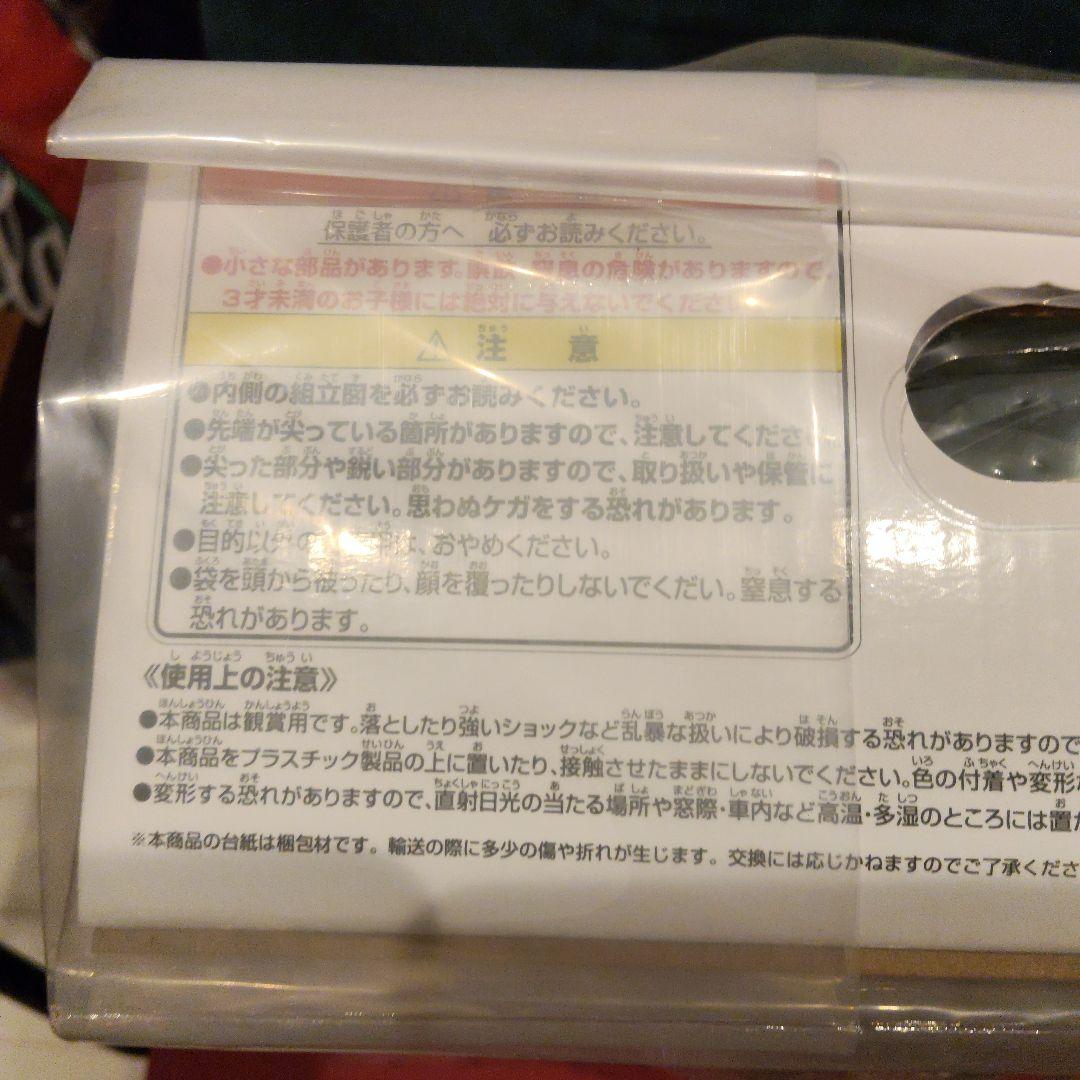 保護者の方へ 必ずお読みください。
●小さな部品があります。誤飲、窒息の危険がありますので、
3才未満のお子様には絶対に与えないでください
⚠注 意
●内側の組立図を必ずお読みください。
●先端が尖っている箇所がありますので、注意してくださ
●尖った部分や鋭い部分がありますので、取り扱いや保管に
注意してください。思わぬケガをする恐れがあります。
●目的以外の は、おやめください。
●袋を頭から被ったり、顔を覆ったりしないでくだい。窒息する
恐れがあります。
《使用上の注意》
●本商品は観賞用です。落としたり強いショックなど乱暴な扱いにより破損する恐れがありますので
●本商品をプラスチック製品の上に置いたり、接触させたままにしないでください。色の付着や変形
●変形する恐れがありますので、直射日光の当たる場所や窓際・車内など高温・多湿のところには置
※本商品の台紙は梱包材です。輸送の際に多少の傷や折れが生じます。交換には応じかねますのでご了承くださ